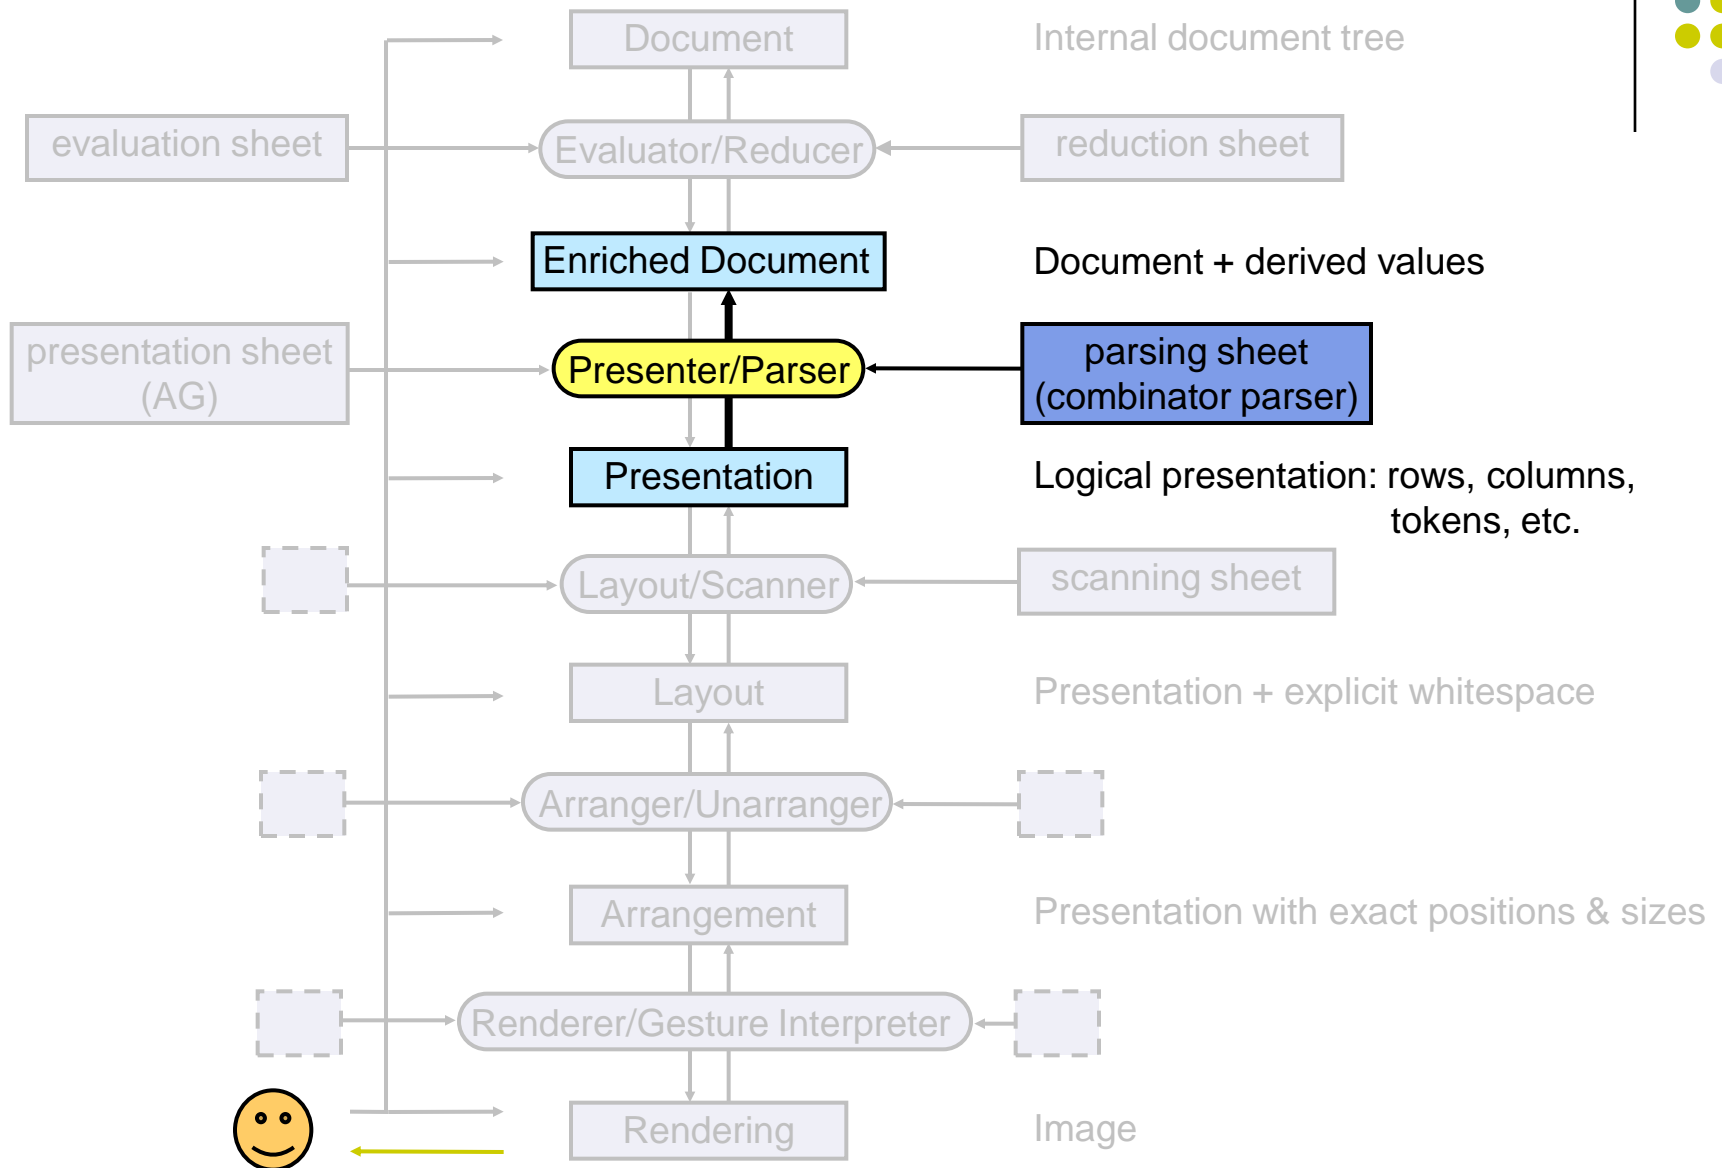 Document
Internal document tree
evaluation sheet
Evaluator/Reducer
reduction sheet
Enriched Document
Document + derived values
presentation sheet
(AG)
Presenter/Parser
parsing sheet
(combinator parser)
Presentation
Logical presentation: rows, columns,
tokens, etc.
Layout/Scanner
scanning sheet
Layout
Presentation + explicit whitespace
Arranger/Unarranger
Arrangement
Presentation with exact positions & sizes
Renderer/Gesture Interpreter
Rendering
Image